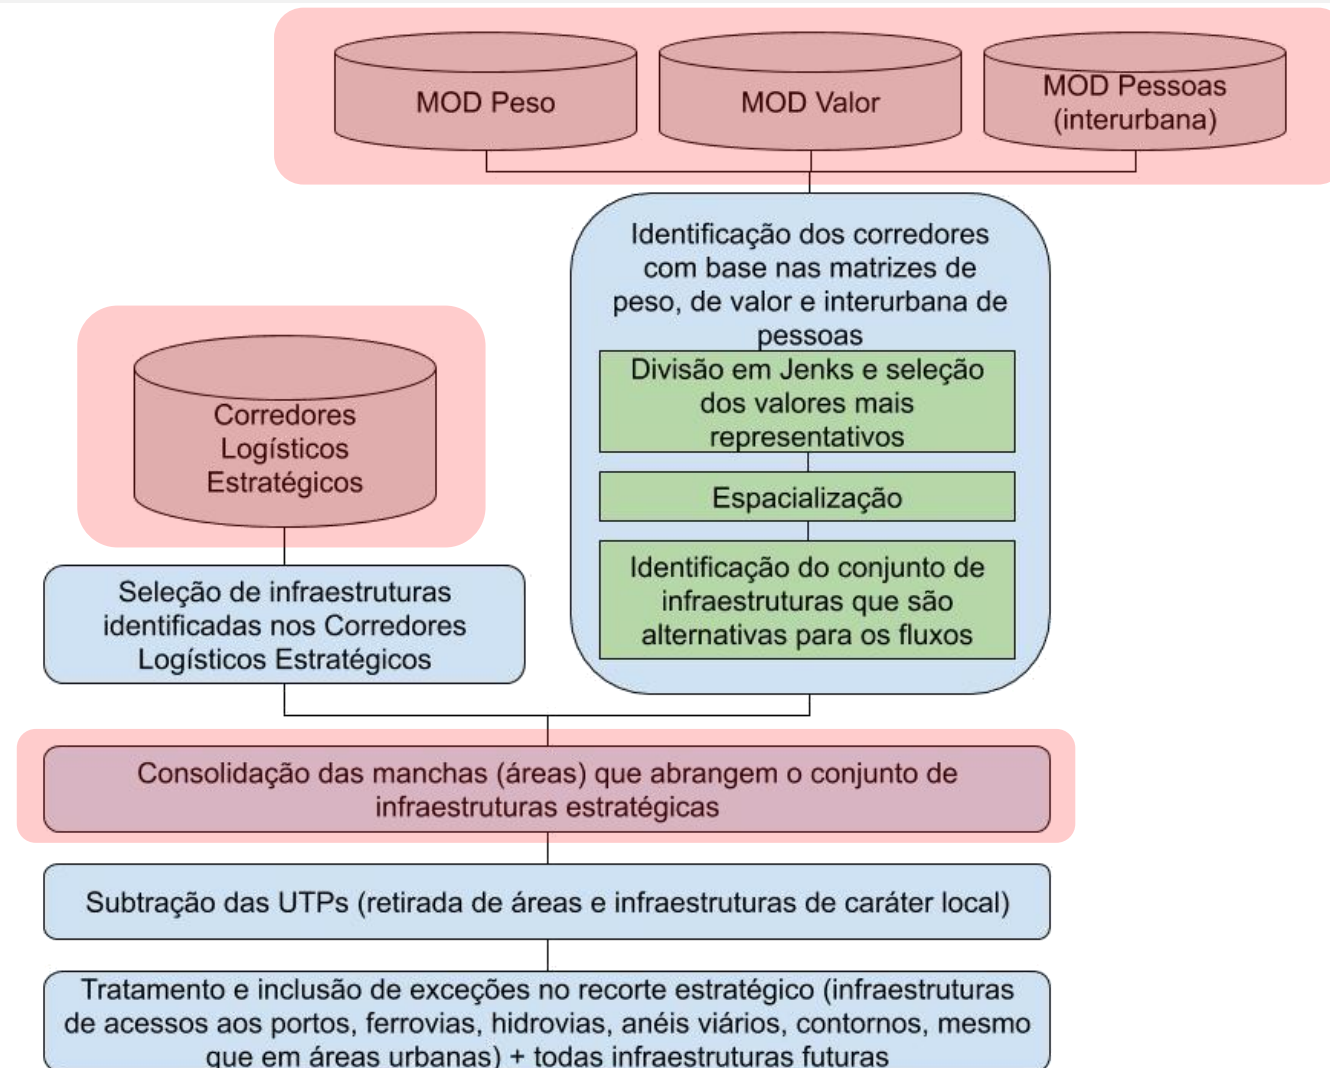 MOD Peso
MOD Valor
MOD Pessoas
(interurbana)
Identificação dos corredores
com base nas matrizes de
peso, de valor e interurbana de
pessoas
Divisão em Jenks e seleção
dos valores mais
representativos
Espacialização
Identificação do conjunto de
infraestruturas que são
alternativas para os fluxos
Corredores
Logísticos
Estratégicos
Seleção de infraestruturas
identificadas nos Corredores
Logísticos Estratégicos
Consolidação das manchas (áreas) que abrangem o conjunto de
infraestruturas estratégicas
Subtração das UTPs (retirada de áreas e infraestruturas de caráter local)
Tratamento e inclusão de exceções no recorte estratégico (infraestruturas
de acessos aos portos, ferrovias, hidrovias, anéis viários, contornos, mesmo
que em áreas urbanas) + todas infraestruturas futuras